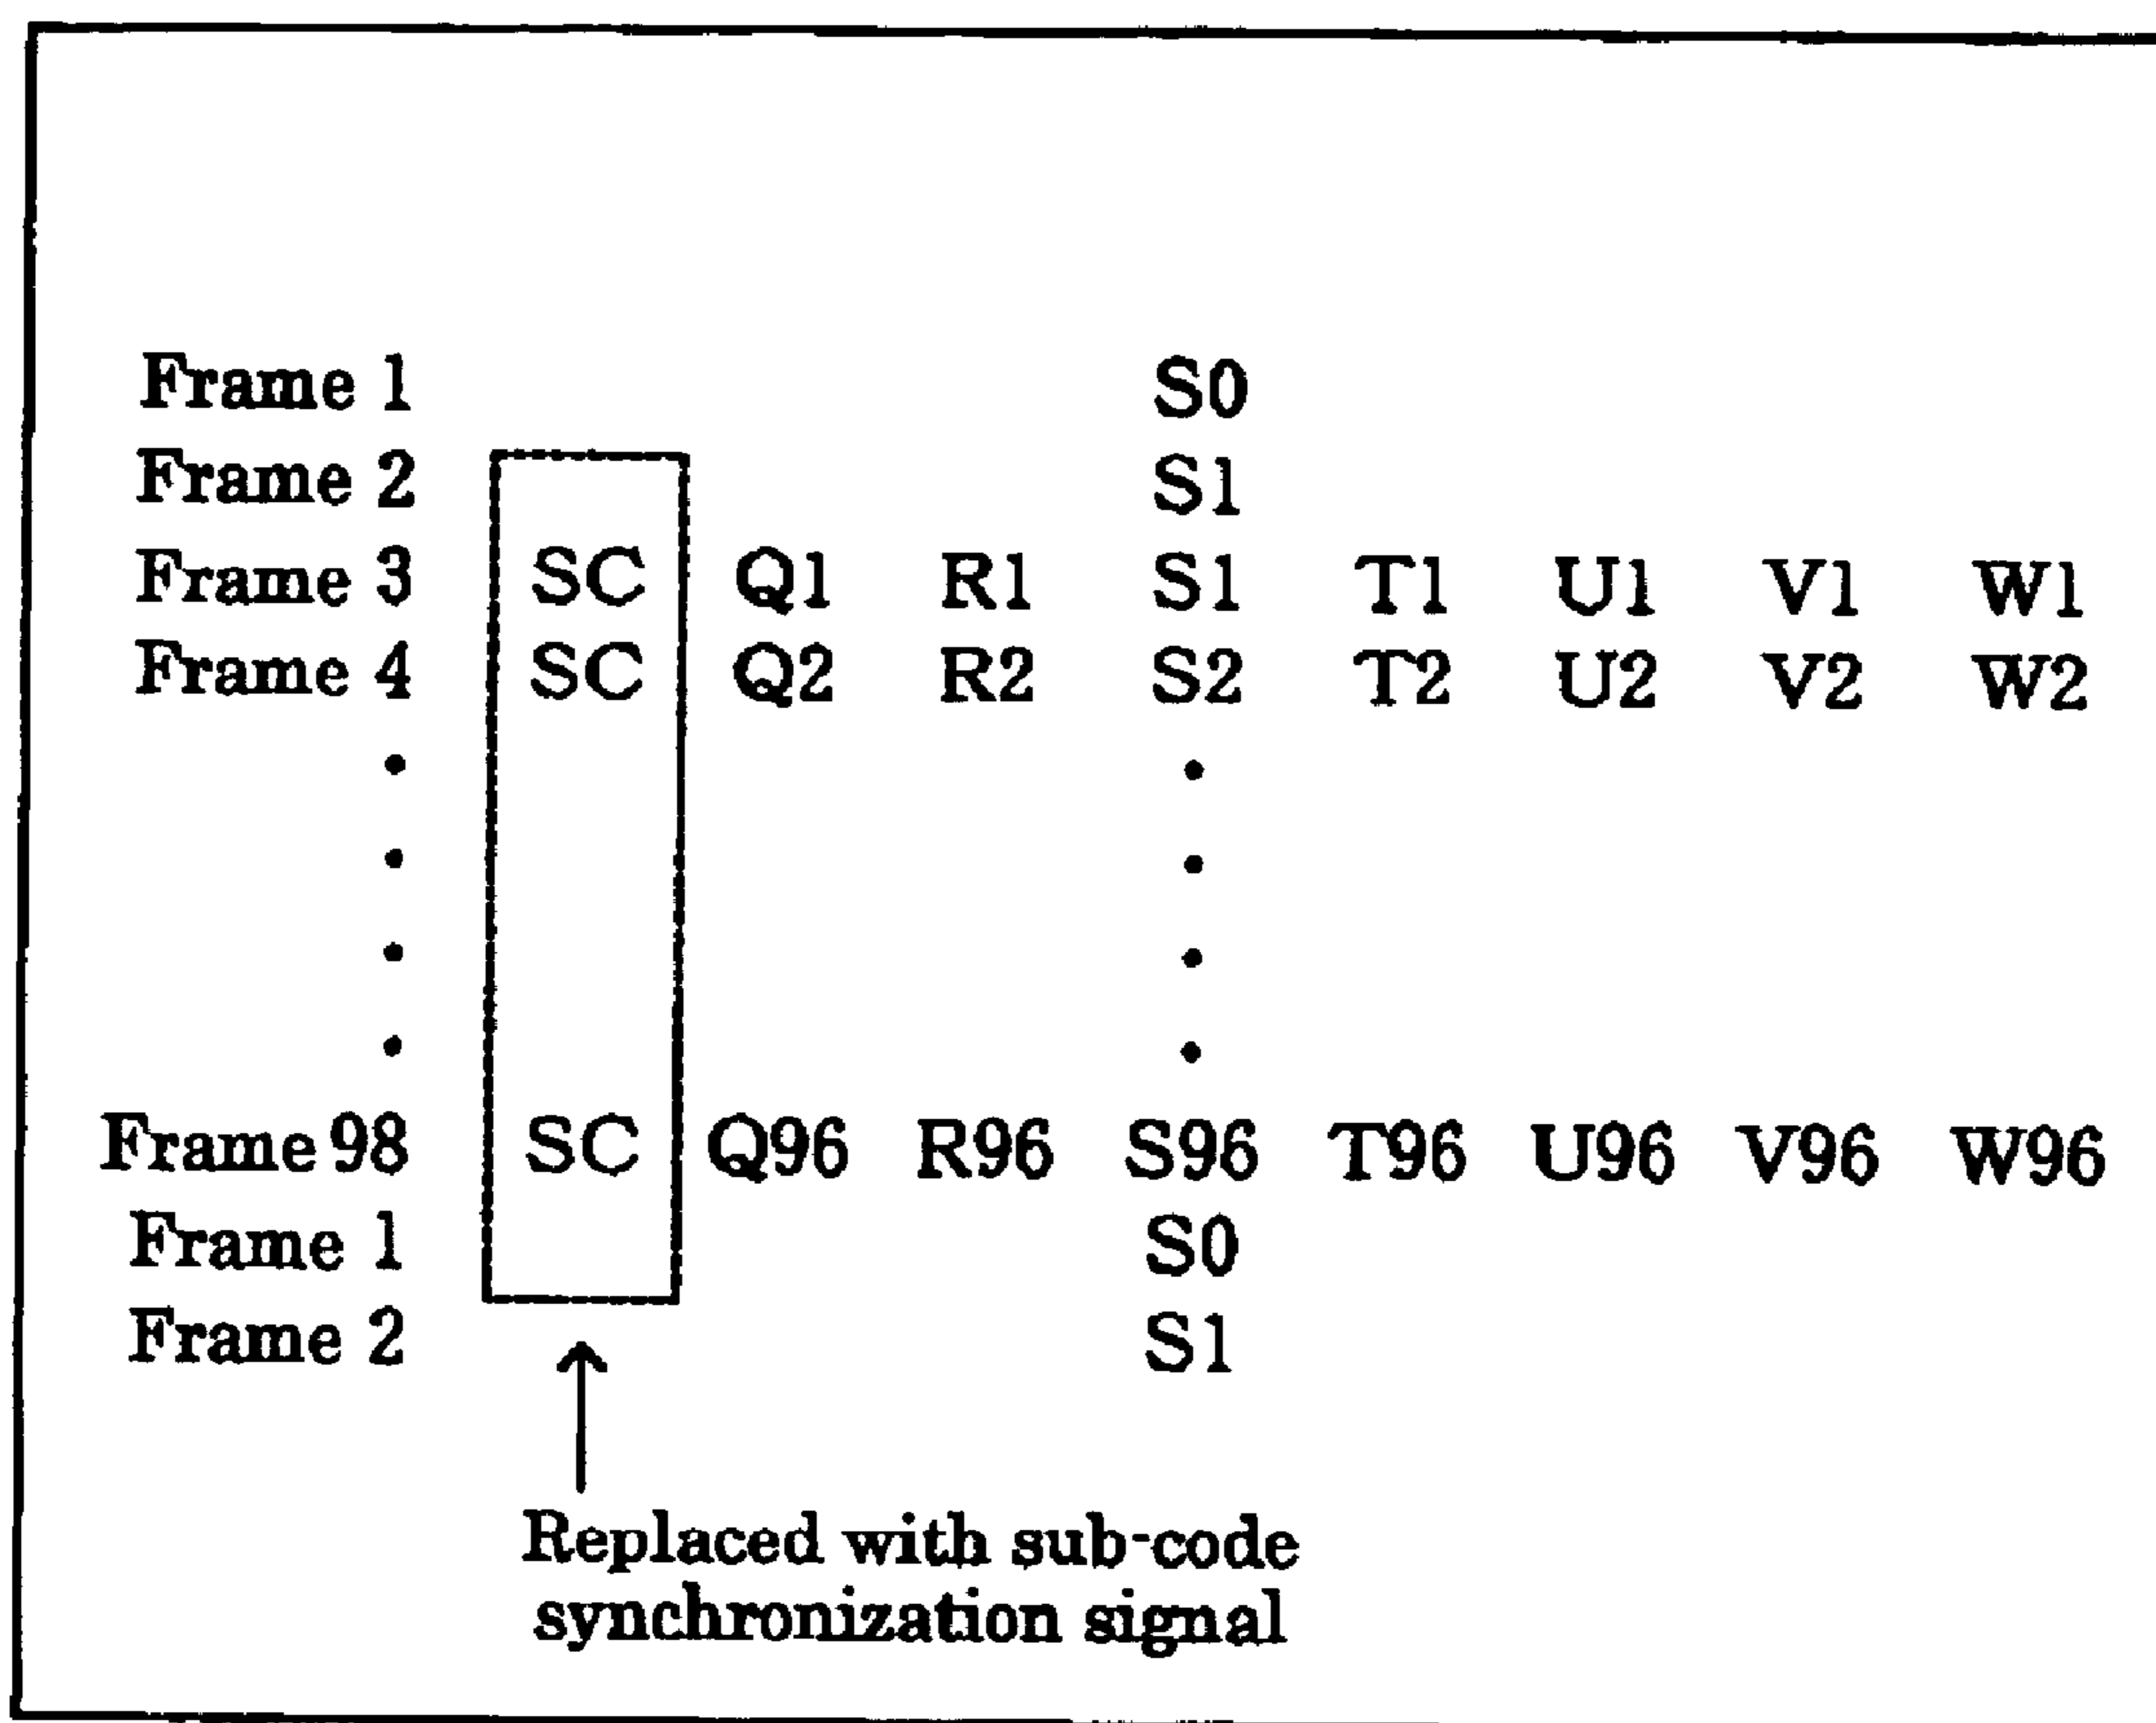 Frame 1 S0
Frame 2 S1
Frame 3 SC Q1 R1 S1 T1 U1 V1 W1
Frame 4 SC Q2 R2 S2 T2 U2 V2 W2
Frame 98 SC Q96 R96 S96 T96 U96 V96 W96
Frame 1 S0
Frame 2 S1
Replaced with sub-code
synchronization signal